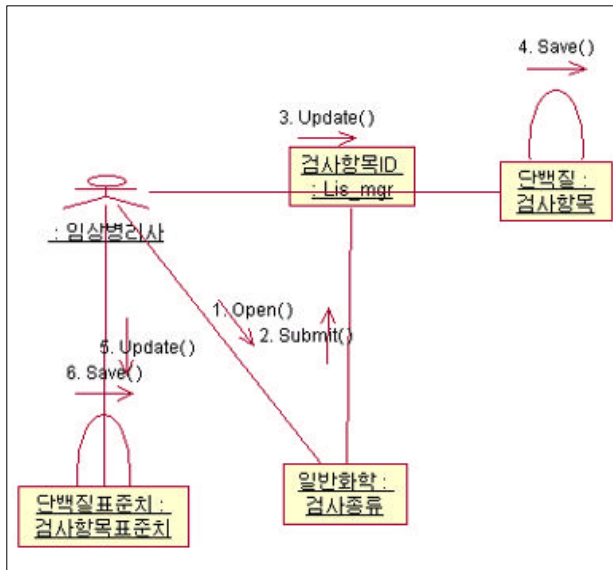 4. Save()
3. Update()
검사항목ID
: Lis_mgr
단백질 :
검사항목
: 임상병리사
1. Open()
2. Submit()
5. Update()
6. Save()
단백질표준치 :
검사항목표준치
일반화학 :
검사종류